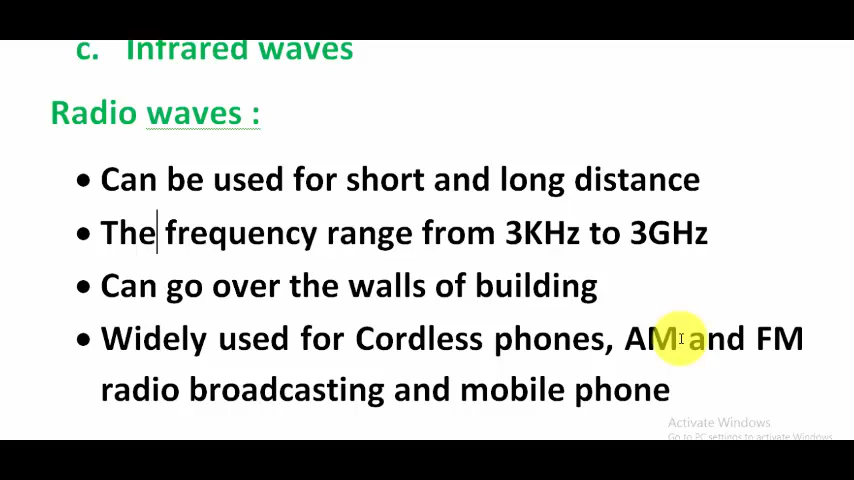 c. Infrared waves
Radio waves :
• Can be used for short and long distance
• The frequency range from 3KHz to 3GHz
• Can go over the walls of building
• Widely used for Cordless phones, AM and FM
radio broadcasting and mobile phone
Activate Windows
Go to PC settings to activate Windows.